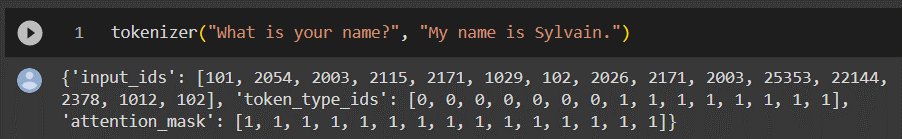 1 tokenizer("What is your name?", "My name is Sylvain.")
{'input_ids': [101, 2054, 2003, 2115, 2171, 1029, 102, 2026, 2171, 2003, 25353, 22144,
2378, 1012, 102], 'token_type_ids': [0, 0, 0, 0, 0, 0, 0, 1, 1, 1, 1, 1, 1, 1, 1],
'attention_mask': [1, 1, 1, 1, 1, 1, 1, 1, 1, 1, 1, 1, 1, 1, 1]}